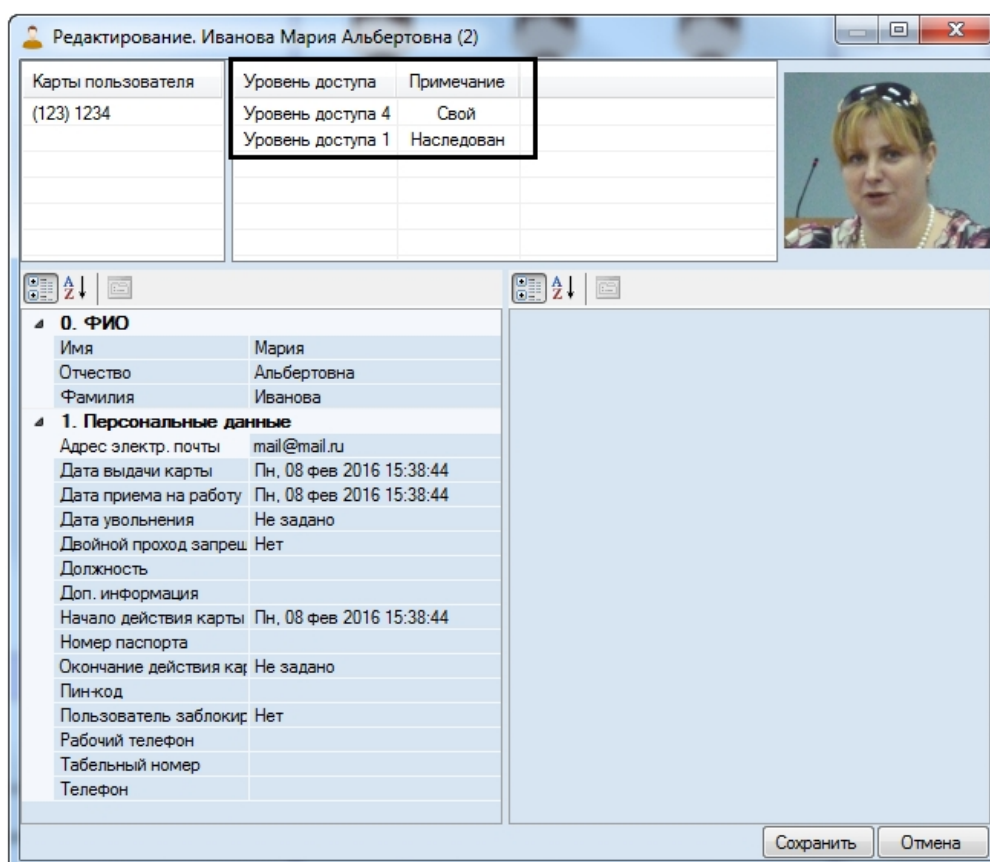 Редактирование. Иванова Мария Альбертовна (2)
Карты пользователя Уровень доступа Примечание
(123) 1234 Уровень доступа 4 Свой
Уровень доступа 1 Наследован
0. ФИО
Имя Мария
Отчество Альбертовна
Фамилия Иванова
1. Персональные данные
Адрес электр. почты mail@mail.ru
Дата выдачи карты Пн, 08 фев 2016 15:38:44
Дата приема на работу Пн, 08 фев 2016 15:38:44
Дата увольнения Не задано
Двойной проход запрещ Нет
Должность
Доп. информация
Начало действия карты Пн, 08 фев 2016 15:38:44
Номер паспорта
Окончание действия кар Не задано
Пин-код
Пользователь заблокир Нет
Рабочий телефон
Табельный номер
Телефон
Сохранить Отмена